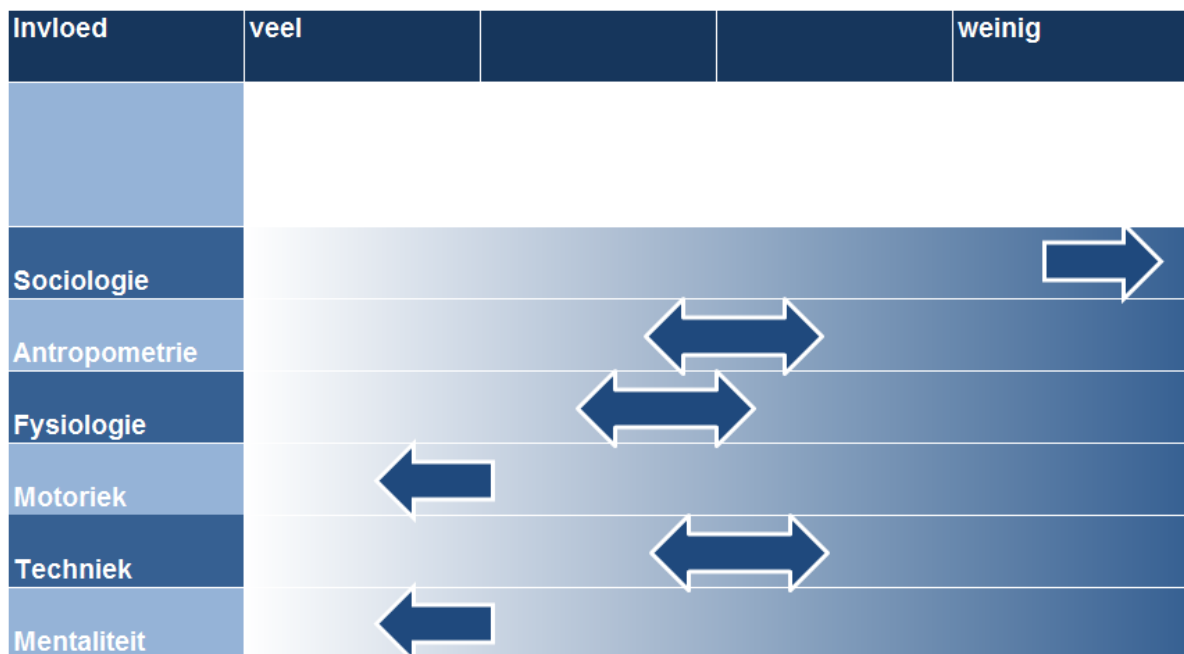 Invloed veel weinig
Sociologie
Antropometrie
Fysiologie
Motoriek
Techniek
Mentaliteit